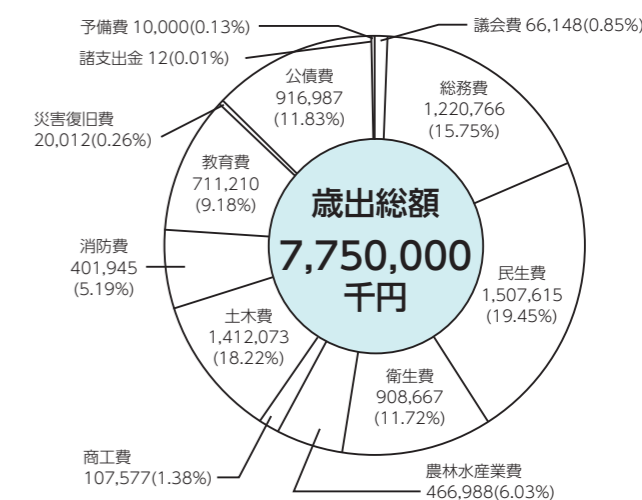 予備費 10,000(0.13%)
諸支出金 12(0.01%)
議会費 66,148(0.85%)
総務費
1,220,766
(15.75%)
民生費
1,507,615
(19.45%)
衛生費
908,667
(11.72%)
農林水産業費
466,988(6.03%)
商工費
107,577(1.38%)
土木費
1,412,073
(18.22%)
消防費
401,945
(5.19%)
教育費
711,210
(9.18%)
災害復旧費
20,012(0.26%)
公債費
916,987
(11.83%)
歳出総額
7,750,000
千円